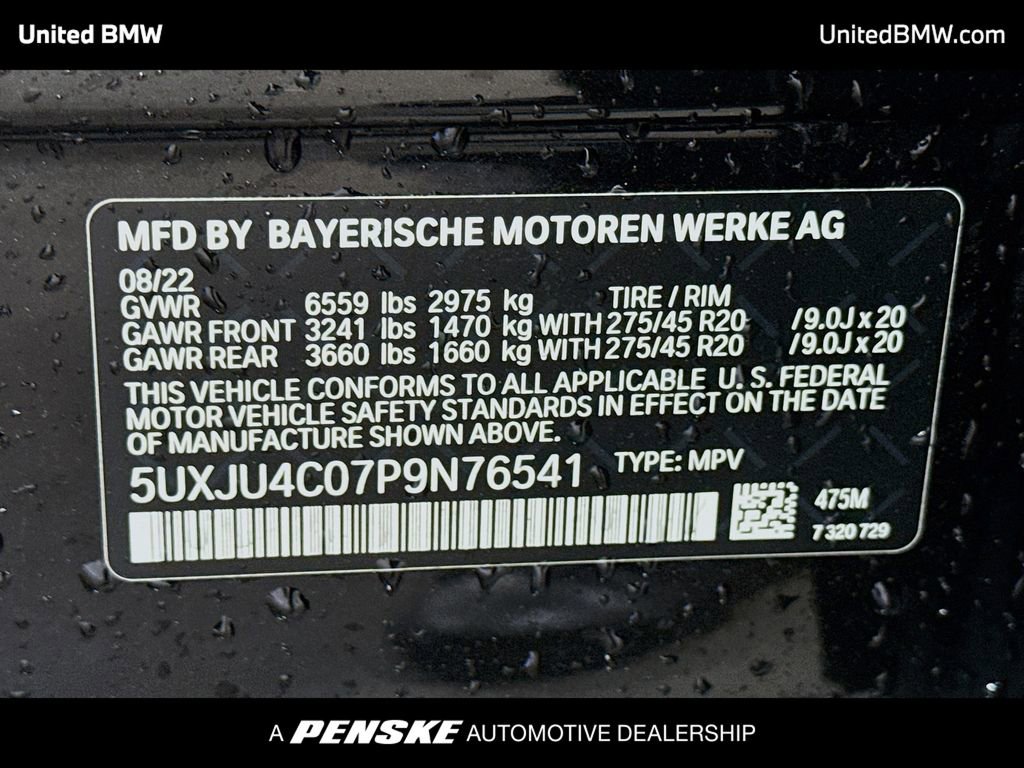 United BMW
UnitedBMW.com
MFD BY BAYERISCHE MOTOREN WERKE AG
08/22
GVWR 6559 lbs 2975 kg TIRE / RIM
GAWR FRONT 3241 lbs 1470 kg WITH 275/45 R20 /9.0J x 20
GAWR REAR 3660 lbs 1660 kg WITH 275/45 R20 /9.0J x 20
THIS VEHICLE CONFORMS TO ALL APPLICABLE U. S. FEDERAL
MOTOR VEHICLE SAFETY STANDARDS IN EFFECT ON THE DATE
OF MANUFACTURE SHOWN ABOVE.
5UXJU4C07P9N76541 TYPE: MPV
475M
7 320 729
A PENSKE AUTOMOTIVE DEALERSHIP